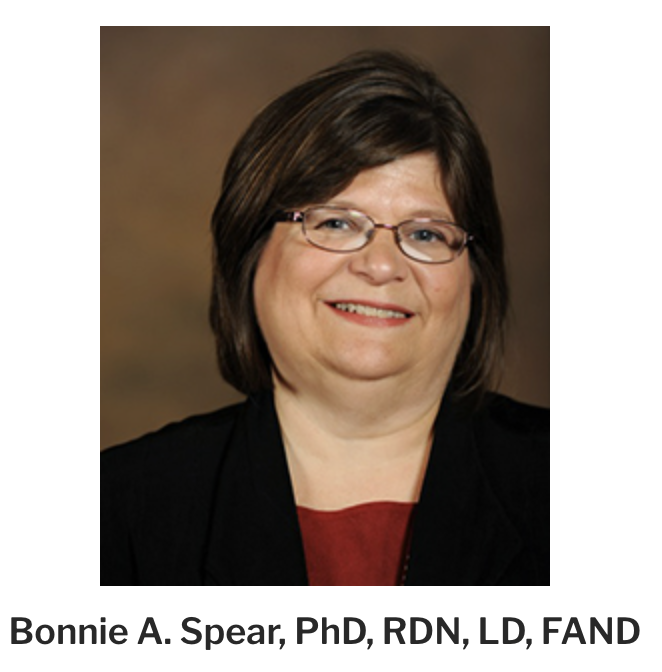 Bonnie A. Spear, PhD, RDN, LD, FAND